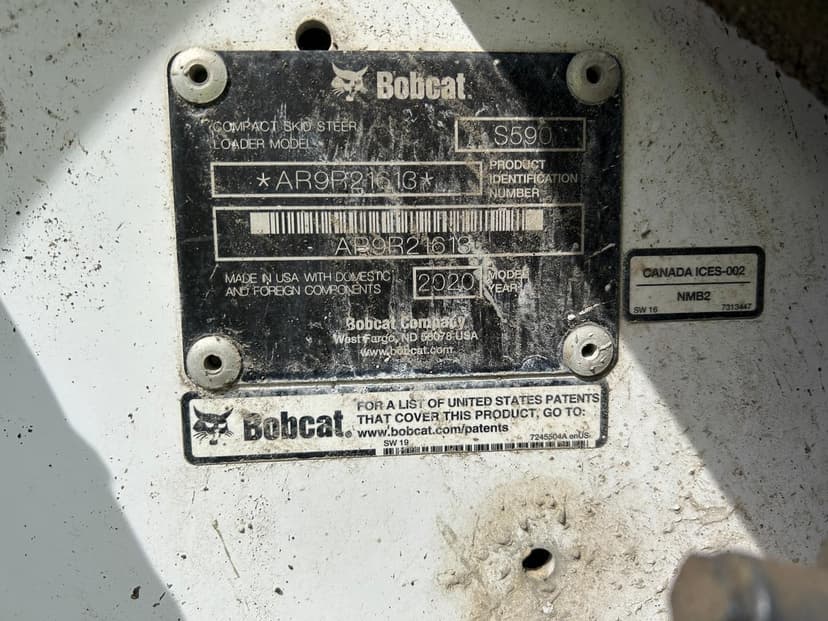 Bobcat.
COMPACT SKID STEER
LOADER MODEL
S590
*AR9R21613*
PRODUCT
IDENTIFICATION
NUMBER
AR9R21613
MADE IN USA WITH DOMESTIC
AND FOREIGN COMPONENTS
2020
MODEL
YEAR
Bobcat Company
West Fargo, ND 58078 USA
www.bobcat.com
CANADA ICES-002
NMB2
SW 16 7313447
Bobcat.
FOR A LIST OF UNITED STATES PATENTS
THAT COVER THIS PRODUCT, GO TO:
www.bobcat.com/patents
SW 19 7245504A enUS